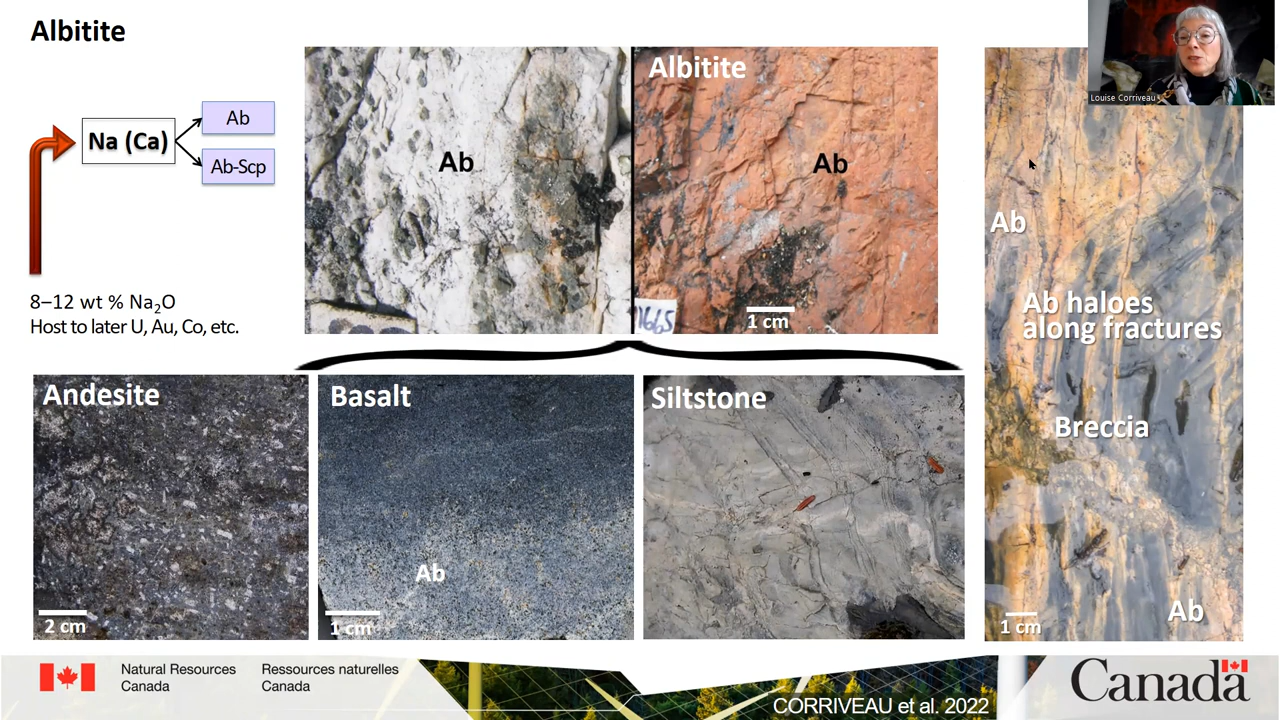 Albitite
Na (Ca)
Ab
Ab-Scp
8–12 wt % Na₂O
Host to later U, Au, Co, etc.
Ab
Albitite
Ab
1 cm
Louise Corriveau
Ab
Ab haloes
along fractures
Breccia
Ab
1 cm
Andesite
2 cm
Basalt
Ab
1 cm
Siltstone
Natural Resources
Canada
Ressources naturelles
Canada
CORRIVEAU et al. 2022
Canada